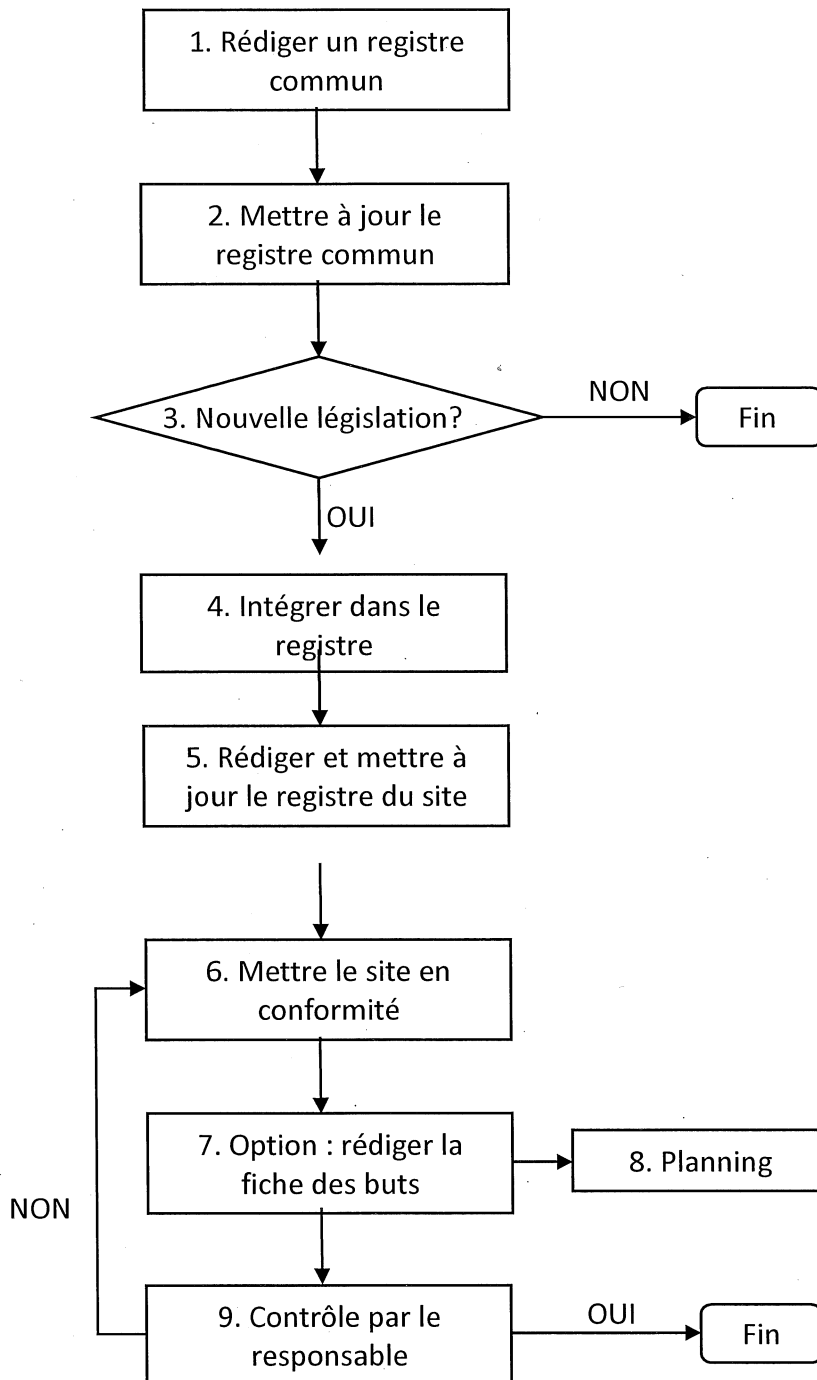 1. Rédiger un registre
commun
2. Mettre à jour le
registre commun
3. Nouvelle législation?
NON
Fin
OUI
4. Intégrer dans le
registre
5. Rédiger et mettre à
jour le registre du site
6. Mettre le site en
conformité
7. Option : rédiger la
fiche des buts
8. Planning
NON
9. Contrôle par le
responsable
OUI
Fin